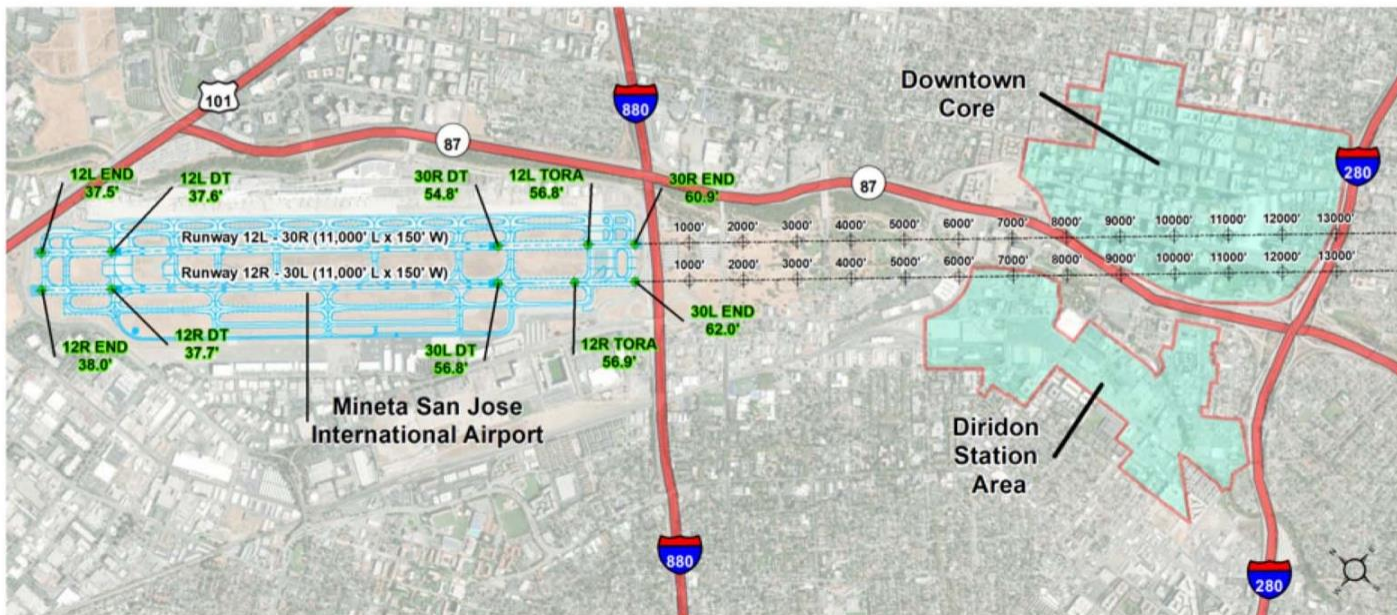 101
880
87
Downtown
Core
280
12L END
37.5'
12L DT
37.6'
30R DT
54.8'
12L TORA
56.8'
30R END
60.9'
87
Runway 12L - 30R (11,000' L x 150' W)
1000' 2000' 3000' 4000' 5000' 6000' 7000' 8000' 9000' 10000' 11000' 12000' 13000'
Runway 12R - 30L (11,000' L x 150' W)
1000' 2000' 3000' 4000' 5000' 6000' 7000' 8000' 9000' 10000' 11000' 12000' 13000'
12R END
38.0'
12R DT
37.7'
30L DT
56.8'
12R TORA
56.9'
30L END
62.0'
Mineta San Jose
International Airport
Diridon
Station
Area
880
280
N
E
S
W